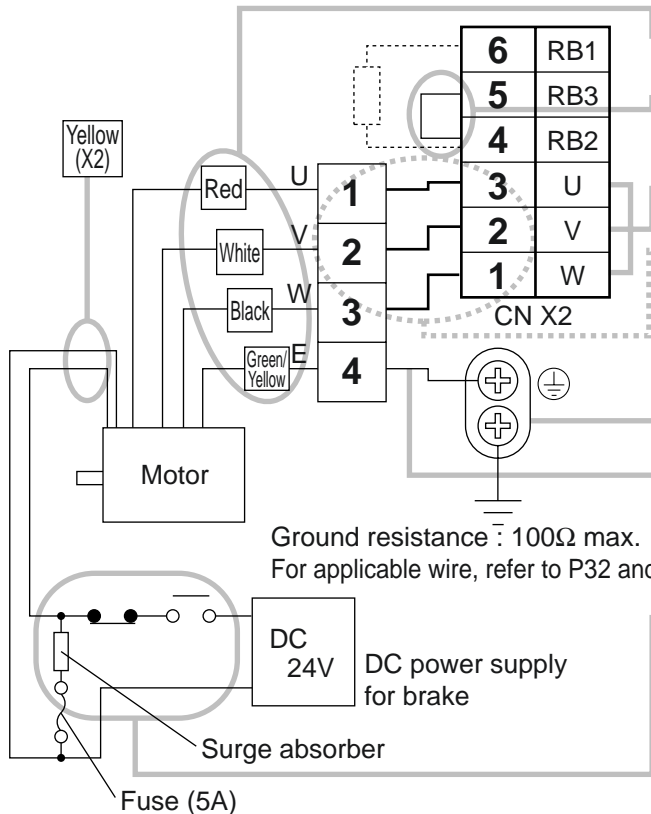 6 RB1
5 RB3
4 RB2
3 U
2 V
1 W
CN X2
Yellow
(X2)
Red U 1
White V 2
Black W 3
Green/
Yellow E 4
Motor
Ground resistance : 100Ω max.
For applicable wire, refer to P32 and
DC
24V
DC power supply
for brake
Surge absorber
Fuse (5A)